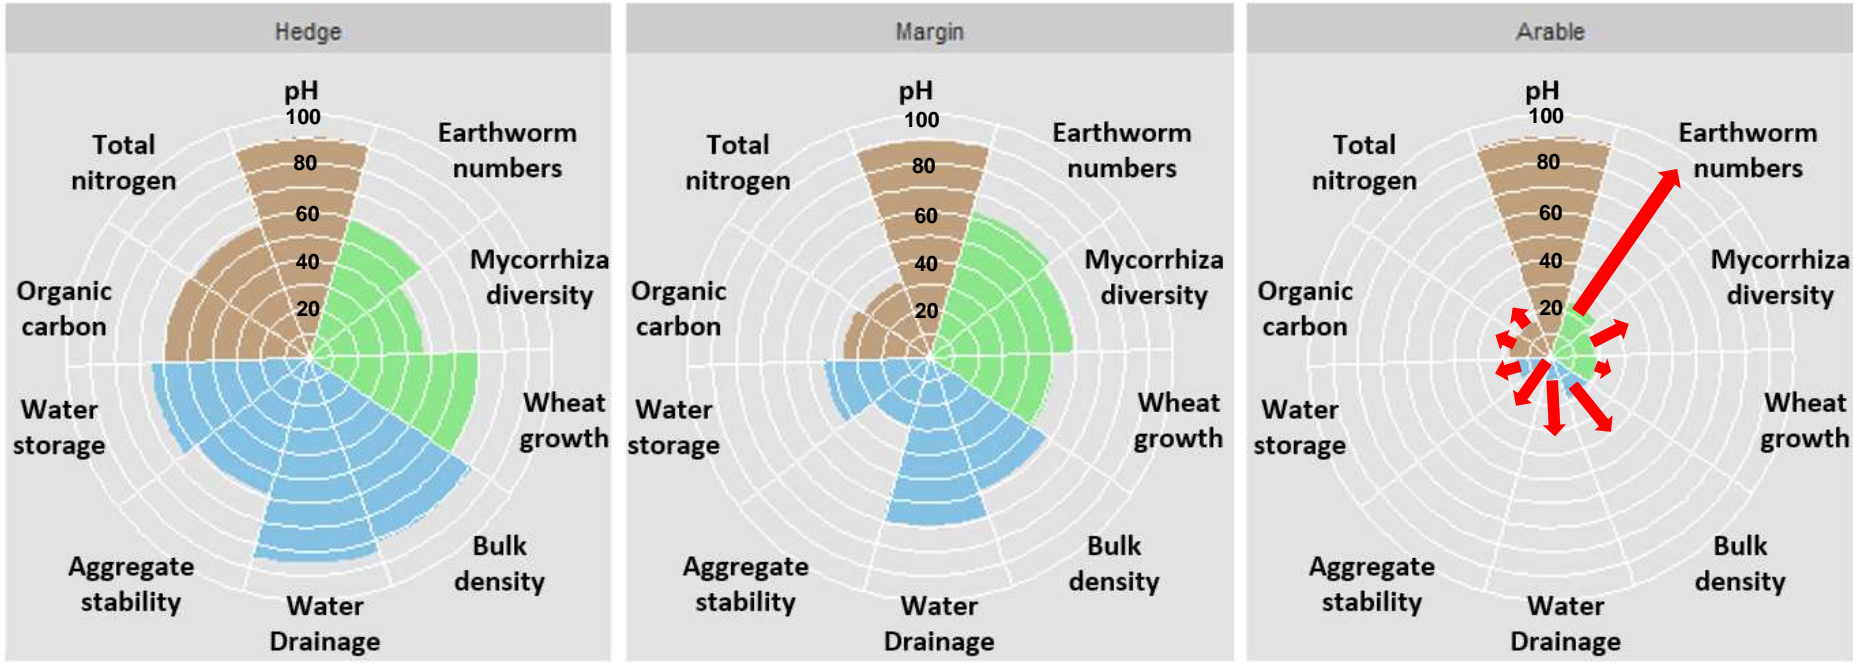 Hedge
pH
100
80
60
40
20
Earthworm
numbers
Mycorrhiza
diversity
Wheat
growth
Bulk
density
Water
Drainage
Aggregate
stability
Water
storage
Organic
carbon
Total
nitrogen
Margin
pH
100
80
60
40
20
Earthworm
numbers
Mycorrhiza
diversity
Wheat
growth
Bulk
density
Water
Drainage
Aggregate
stability
Water
storage
Organic
carbon
Total
nitrogen
Arable
pH
100
80
60
40
20
Earthworm
numbers
Mycorrhiza
diversity
Wheat
growth
Bulk
density
Water
Drainage
Aggregate
stability
Water
storage
Organic
carbon
Total
nitrogen